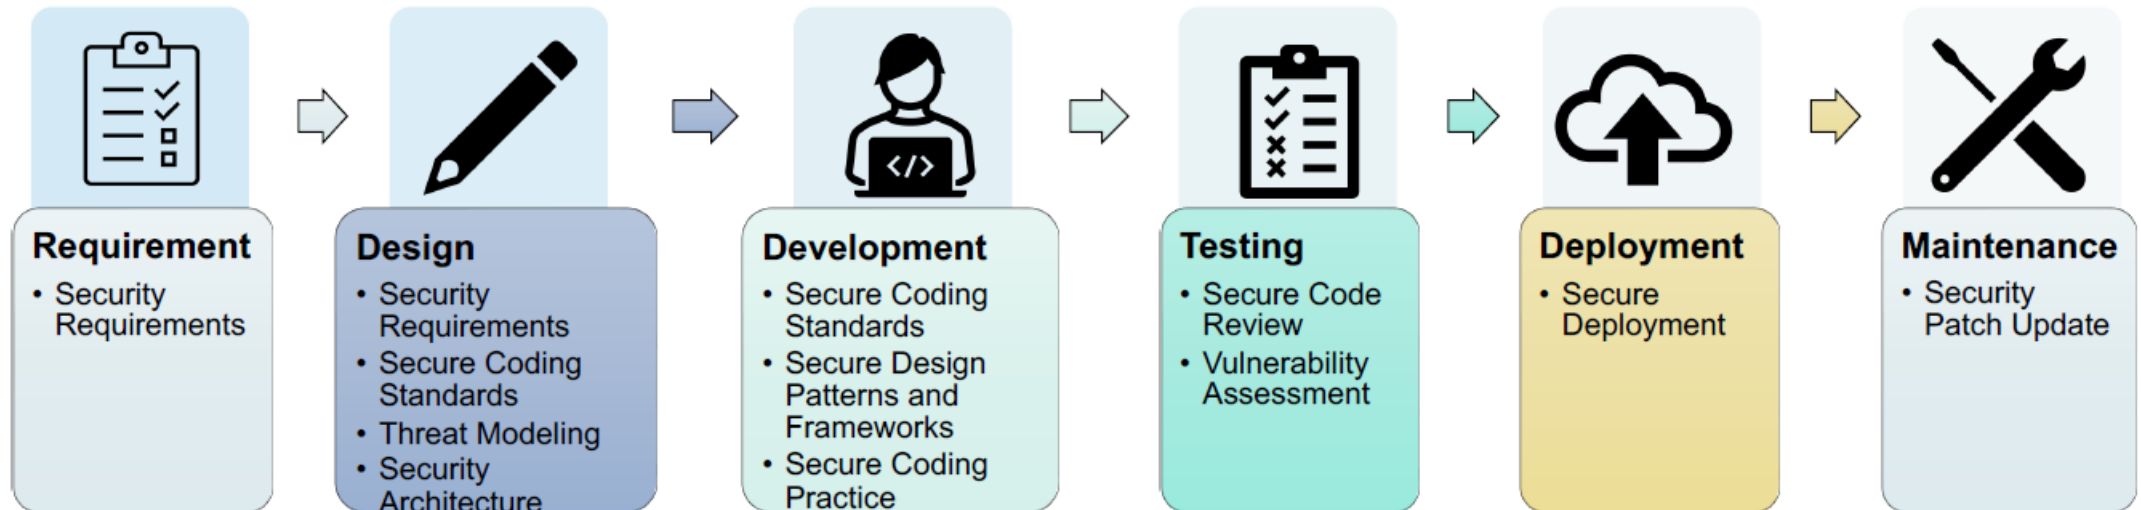 Requirement
• Security
Requirements
Design
• Security
Requirements
• Secure Coding
Standards
• Threat Modeling
• Security
Architecture
Development
• Secure Coding
Standards
• Secure Design
Patterns and
Frameworks
• Secure Coding
Practice
Testing
• Secure Code
Review
• Vulnerability
Assessment
Deployment
• Secure
Deployment
Maintenance
• Security
Patch Update